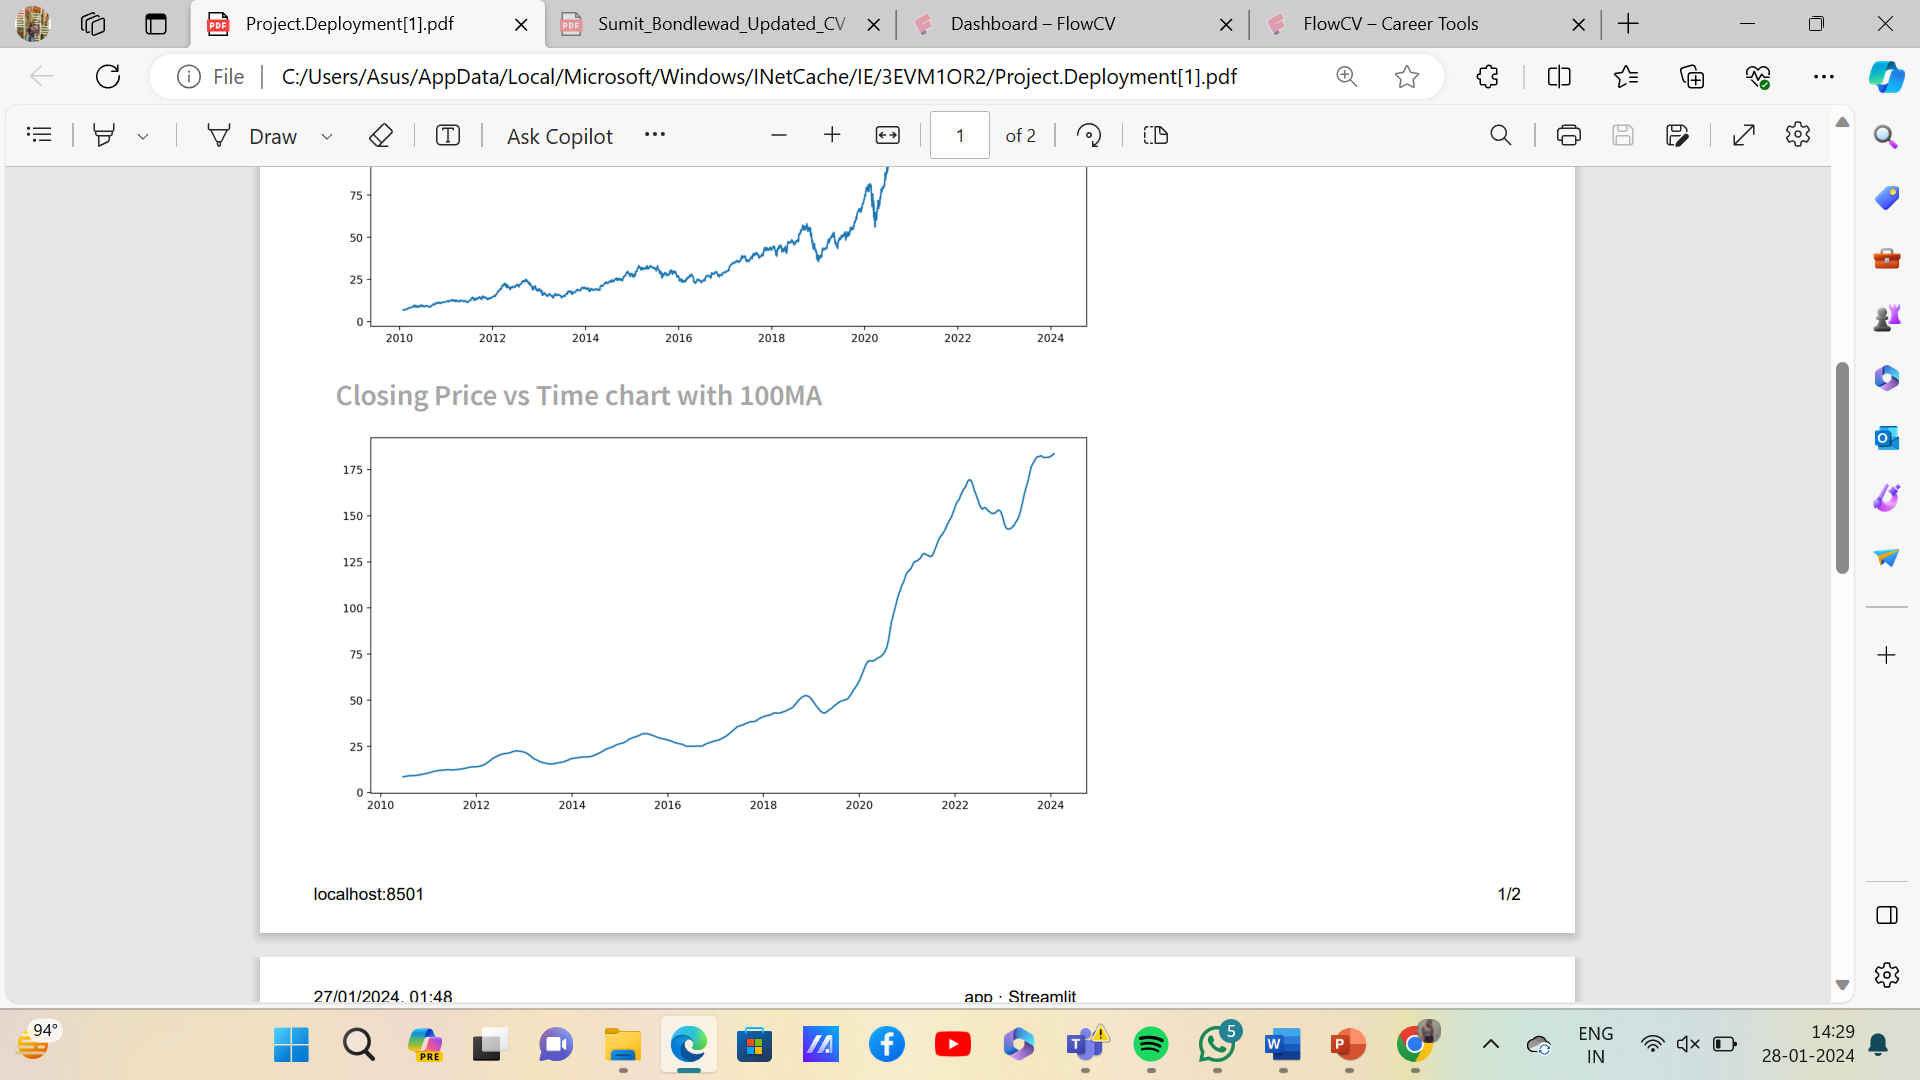 Project.Deployment[1].pdf
Sumit_Bondlewad_Updated_CV
Dashboard – FlowCV
FlowCV – Career Tools
File
C:/Users/Asus/AppData/Local/Microsoft/Windows/INetCache/IE/3EVM1OR2/Project.Deployment[1].pdf
Draw
Ask Copilot
1 of 2
75
50
25
0
2010 2012 2014 2016 2018 2020 2022 2024
Closing Price vs Time chart with 100MA
175
150
125
100
75
50
25
0
2010 2012 2014 2016 2018 2020 2022 2024
localhost:8501
1/2
27/01/2024, 01:48
app · Streamlit
94°
PRE
5
ENG
IN
14:29
28-01-2024